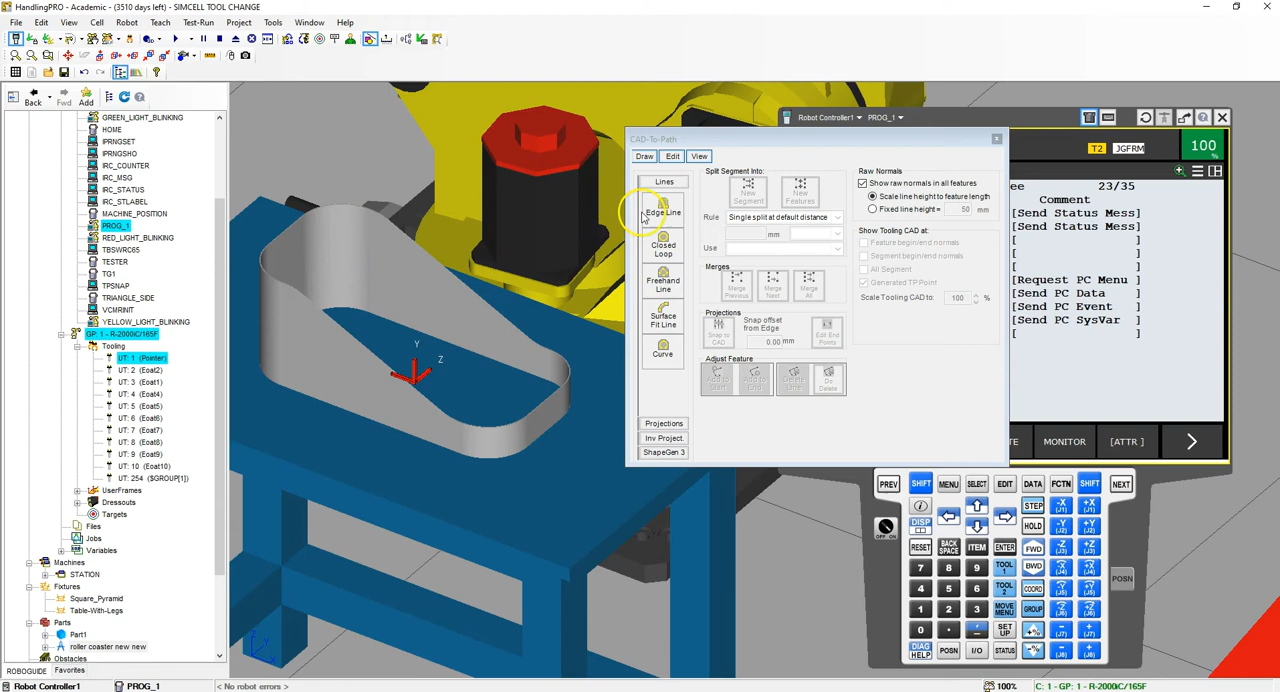 HandlingPRO - Academic - (3510 days left) - SIMCELL TOOL CHANGE
File Edit View Cell Robot Teach Test-Run Project Tools Window Help
Back Fwd Add
GREEN_LIGHT_BLINKING
HOME
IPRNGSET
IPRNGSHO
IRC_COUNTER
IRC_MSG
IRC_STATUS
IRC_STLABEL
MACHINE_POSITION
PROG_1
RED_LIGHT_BLINKING
TBSWRC65
TESTER
TG1
TPSNAP
TRIANGLE_SIDE
VCMRINIT
YELLOW_LIGHT_BLINKING
GP: 1 - R-2000iC/165F
Tooling
UT: 1 (Pointer)
UT: 2 (Eoat2)
UT: 3 (Eoat1)
UT: 4 (Eoat4)
UT: 5 (Eoat5)
UT: 6 (Eoat6)
UT: 7 (Eoat7)
UT: 8 (Eoat8)
UT: 9 (Eoat9)
UT: 10 (Eoat10)
UT: 254 ($GROUP[1])
UserFrames
Dressouts
Targets
Files
Jobs
Variables
Machines
STATION
Fixtures
Square_Pyramid
Table-With-Legs
Parts
Part1
roller coaster new new
Obstacles
ROBOGUIDE Favorites
Y
Z
CAD-To-Path
Draw Edit View
Lines
Edge Line
Closed Loop
Freehand Line
Surface Fit Line
Curve
Projections
Inv Project.
ShapeGen 3
Split Segment Into:
New Segment
New Features
Rule Single split at default distance
mm
Use
Merges
Merge Previous
Merge Next
Merge All
Projections
Snap to CAD
Snap offset from Edge
0.00 mm
Edit End Points
Adjust Feature
Add to Start
Add to End
Delete Line
Do Delete
Raw Normals
Show raw normals in all features
Scale line height to feature length
Fixed line height = 50 mm
Show Tooling CAD at:
Feature begin/end normals
Segment begin/end normals
All Segment
Generated TP Point
Scale Tooling CAD to: 100 %
Robot Controller1 PROG_1
T2 JGFRM 100 %
ee 23/35
Comment
[Send Status Mess]
[Send Status Mess]
[ ]
[ ]
[Request PC Menu ]
[Send PC Data ]
[Send PC Event ]
[Send PC SysVar ]
[ ]
TE MONITOR [ATTR ] >
PREV SHIFT MENU SELECT EDIT DATA FCTN SHIFT NEXT
i STEP -X (J1) +X (J1)
DISP HOLD -Y (J2) +Y (J2)
OFF ON
RESET BACK SPACE ITEM ENTER FWD -Z (J3) +Z (J3)
7 8 9 TOOL 1 BWD
4 5 6 TOOL 2 COORD
1 2 3 MOVE MENU GROUP
0 . SET UP +%
DIAG HELP POSN I/O STATUS -%
POSN
Robot Controller1 PROG_1 < No robot errors > 100% C: 1 - GP: 1 - R-2000iC/165F